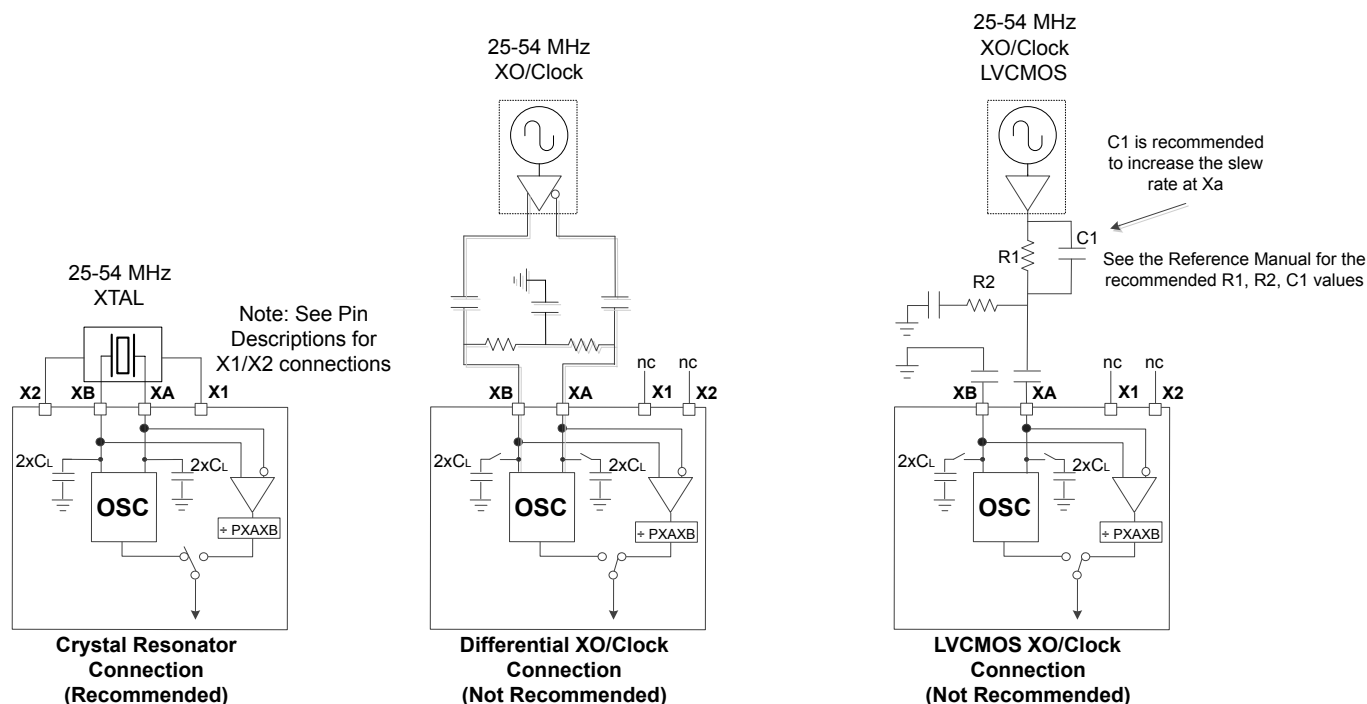 25-54 MHz
XTAL
Note: See Pin
Descriptions for
X1/X2 connections
X2 XB XA X1
2xCL 2xCL
OSC
÷ PXAXB
Crystal Resonator
Connection
(Recommended)
25-54 MHz
XO/Clock
nc nc
XB XA X1 X2
2xCL 2xCL
OSC
÷ PXAXB
Differential XO/Clock
Connection
(Not Recommended)
25-54 MHz
XO/Clock
LVCMOS
C1 is recommended
to increase the slew
rate at Xa
C1
R1
See the Reference Manual for the
recommended R1, R2, C1 values
R2
nc nc
XB XA X1 X2
2xCL 2xCL
OSC
÷ PXAXB
LVCMOS XO/Clock
Connection
(Not Recommended)